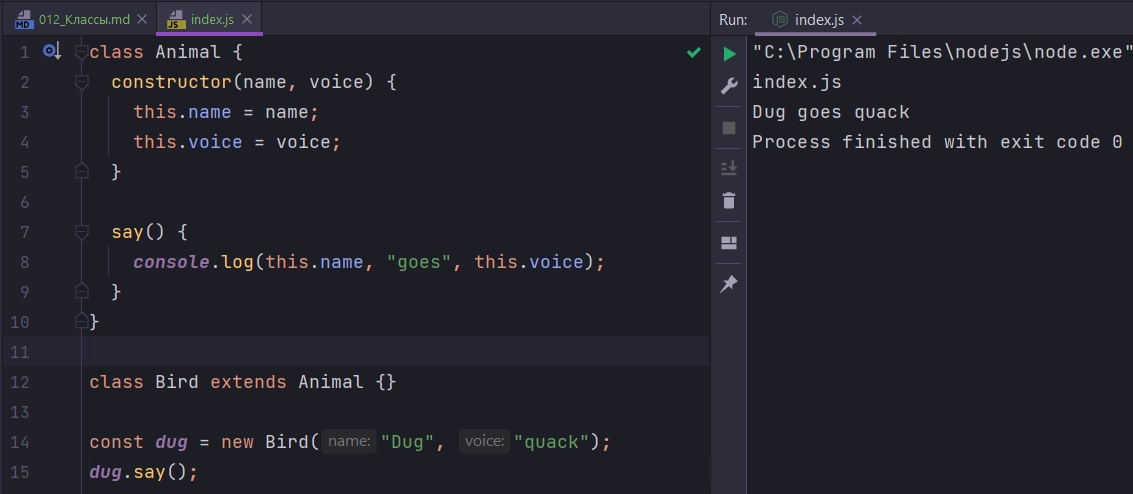 012_Классы.md
index.js
Run:
index.js
1 class Animal {
2 constructor(name, voice) {
3 this.name = name;
4 this.voice = voice;
5 }
6
7 say() {
8 console.log(this.name, "goes", this.voice);
9 }
10 }
11
12 class Bird extends Animal {}
13
14 const dug = new Bird( name: "Dug", voice: "quack");
15 dug.say();
"C:\Program Files\nodejs\node.exe"
index.js
Dug goes quack
Process finished with exit code 0
MD
JS
JS